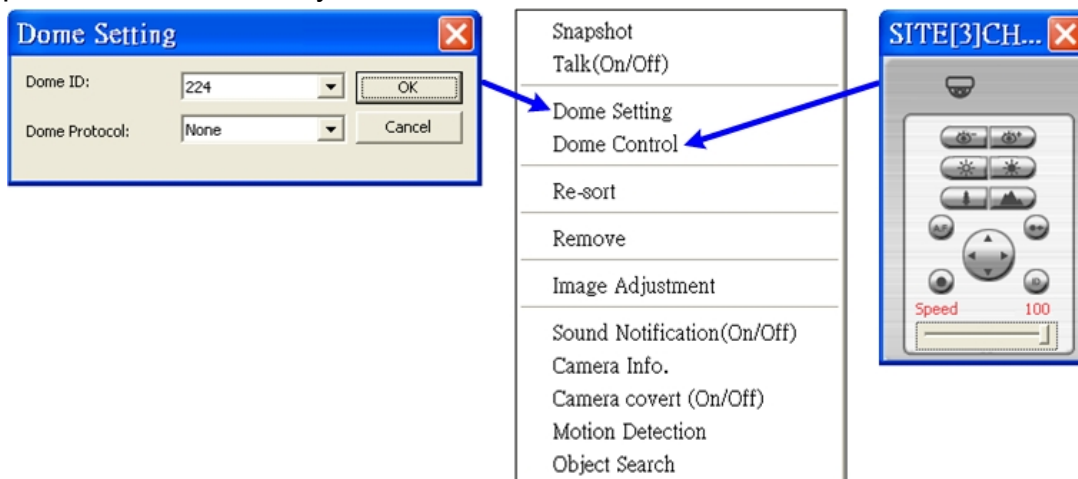 Dome Setting
Dome ID:
224
OK
Dome Protocol:
None
Cancel
Snapshot
Talk(On/Off)
Dome Setting
Dome Control
Re-sort
Remove
Image Adjustment
Sound Notification(On/Off)
Camera Info.
Camera covert (On/Off)
Motion Detection
Object Search
SITE[3]CH...
A.F
ID
Speed 100